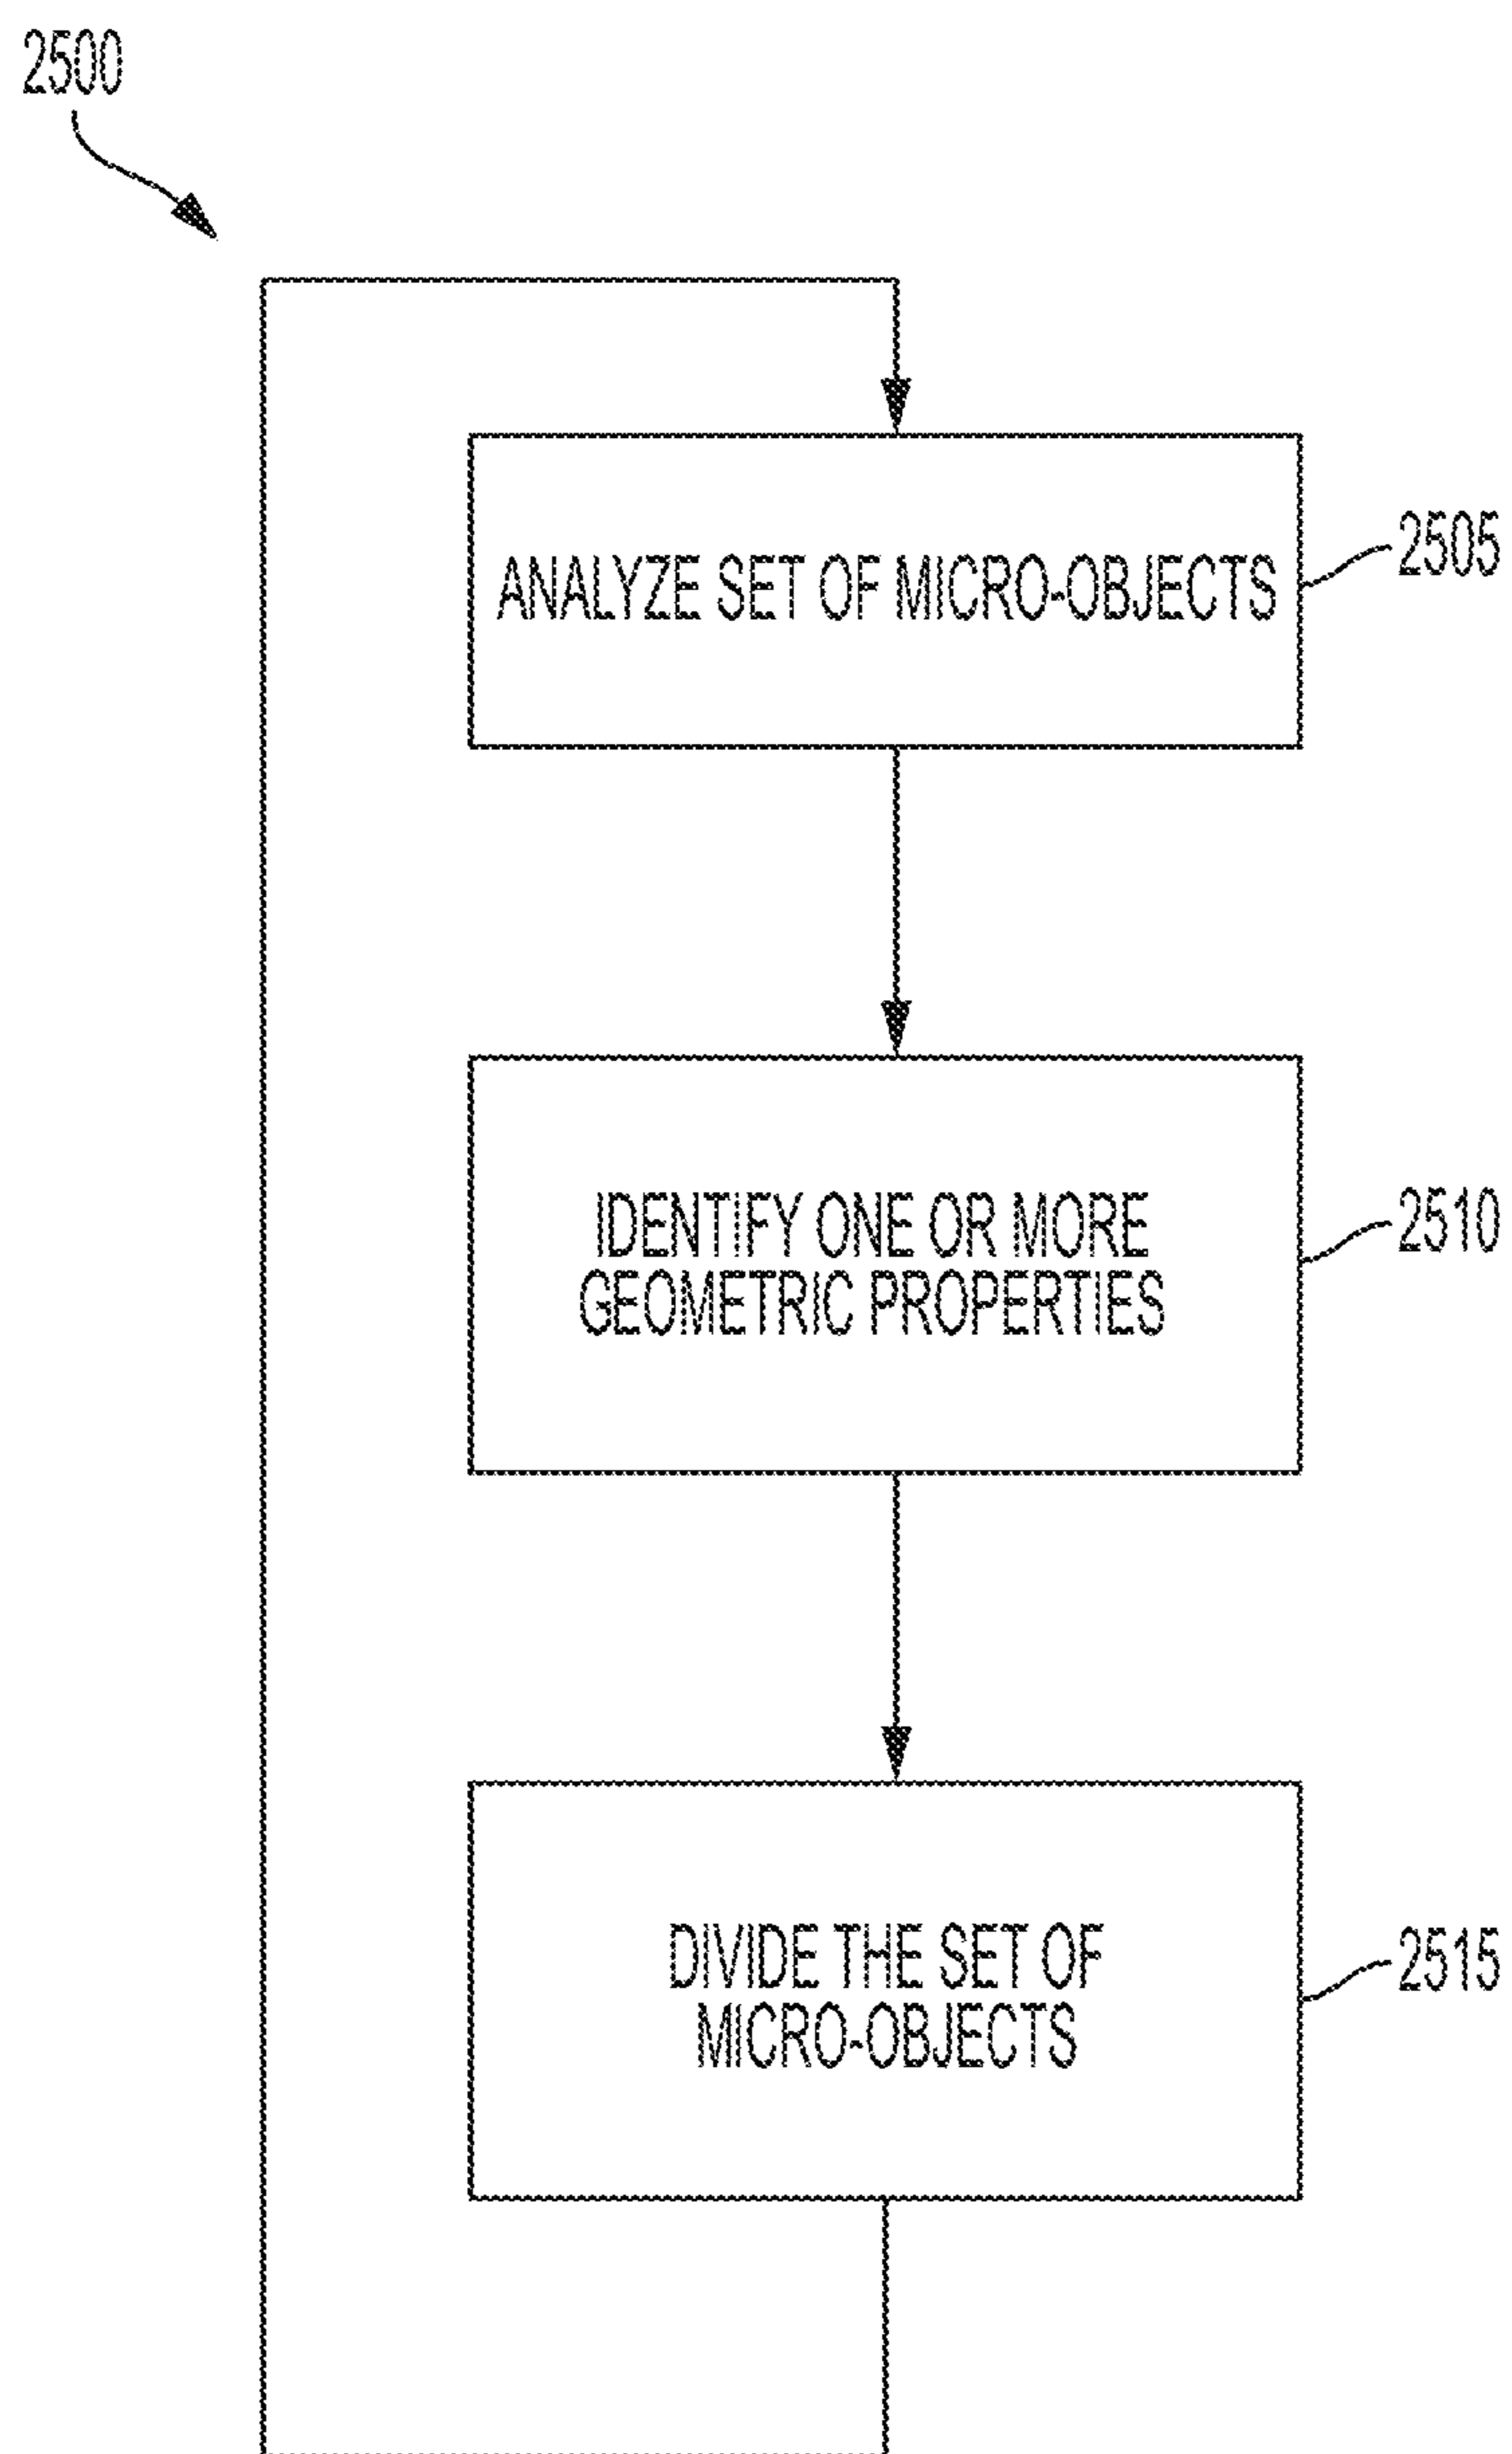 2500
ANALYZE SET OF MICRO-OBJECTS
2505
IDENTIFY ONE OR MORE
GEOMETRIC PROPERTIES
2510
DIVIDE THE SET OF
MICRO-OBJECTS
2515